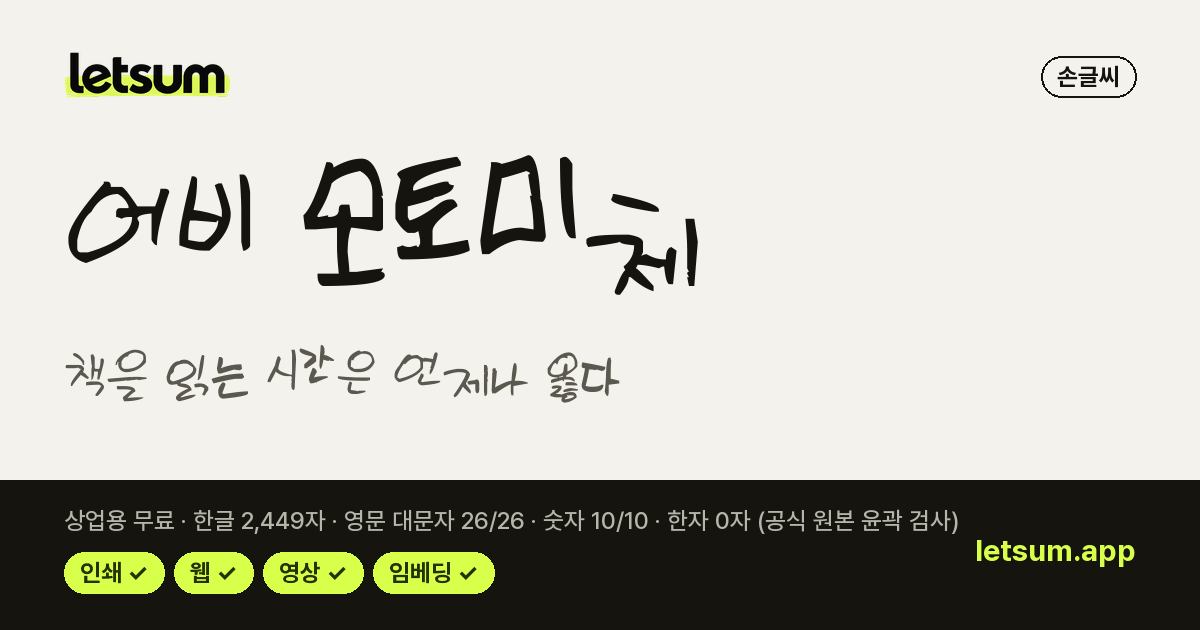 letsum
손글씨
어비 모토미체
책을 읽는 시간은 언제나 옳다
상업용 무료 · 한글 2,449자 · 영문 대문자 26/26 · 숫자 10/10 · 한자 0자 (공식 원본 윤곽 검사)
인쇄 ✓ 웹 ✓ 영상 ✓ 임베딩 ✓
letsum.app